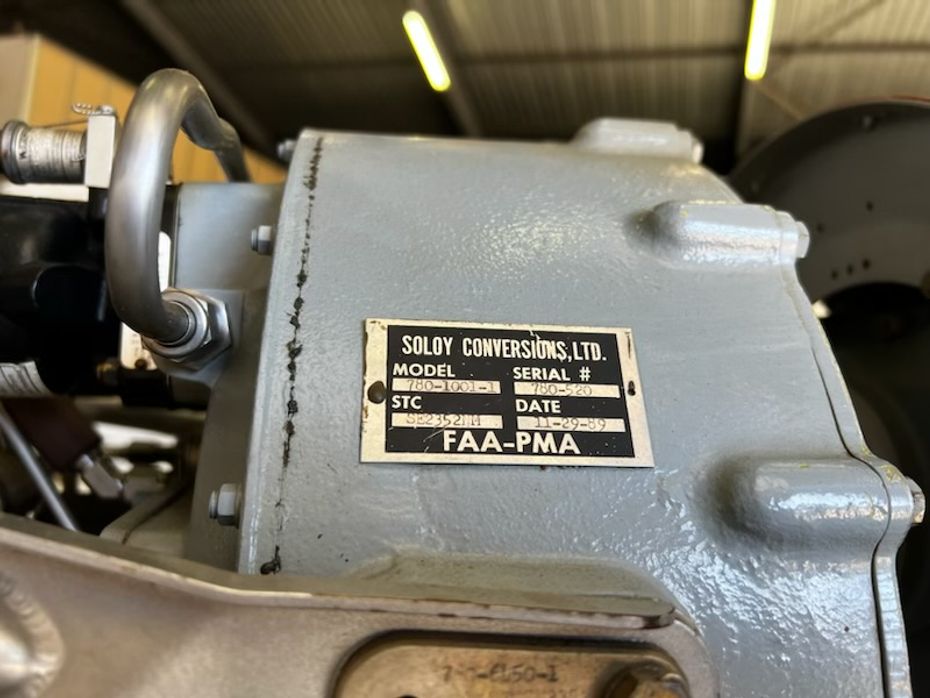 SOLOY CONVERSIONS,LTD.
MODEL SERIAL #
780-1001-1 780-520
STC DATE
SE2352NM 11-29-89
FAA-PMA